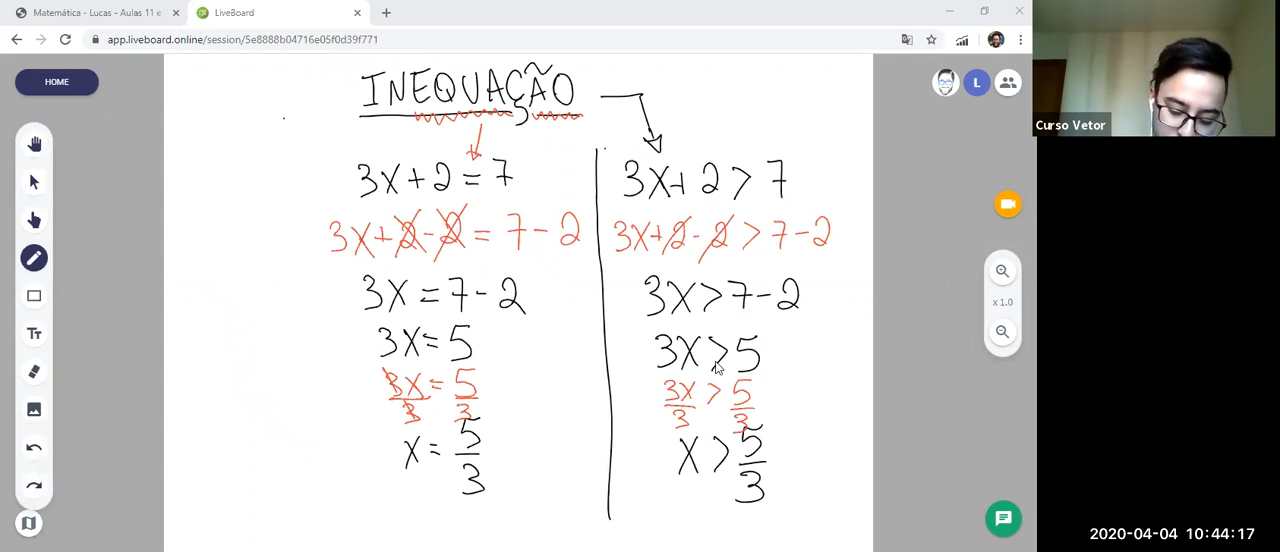 Matemática - Lucas - Aulas 11 e
LiveBoard
app.liveboard.online/session/5e8888b04716e05f0d39f771
HOME
L
Curso Vetor
INEQUAÇÃO
3x + 2 = 7
3x + 2 - 2 = 7 - 2
3x = 7 - 2
3x = 5
3x/3 = 5/3
x = 5/3
3x + 2 > 7
3x + 2 - 2 > 7 - 2
3x > 7 - 2
3x > 5
3x/3 > 5/3
x > 5/3
Tт
x 1.0
2020-04-04 10:44:17